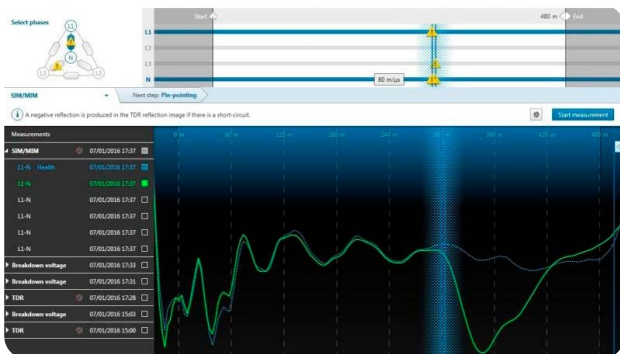 Select phases
L1
N
L3
L2
Start
480 m
End
L1
L2
L3
N
80 m/µs
SIM/MIM
Next step: Pin-pointing
A negative reflection is produced in the TDR reflection image if there is a short-circuit.
Start measurement
Measurements
0 m
60 m
120 m
180 m
240 m
300 m
360 m
420 m
480 m
SIM/MIM 07/01/2016 17:37
L1-N Health 07/01/2016 17:37
L1-N 07/01/2016 17:37
L1-N 07/01/2016 17:37
L1-N 07/01/2016 17:37
L1-N 07/01/2016 17:37
L1-N 07/01/2016 17:37
Breakdown voltage 07/01/2016 17:33
Breakdown voltage 07/01/2016 17:31
TDR 07/01/2016 17:28
Breakdown voltage 07/01/2016 15:03
TDR 07/01/2016 15:00